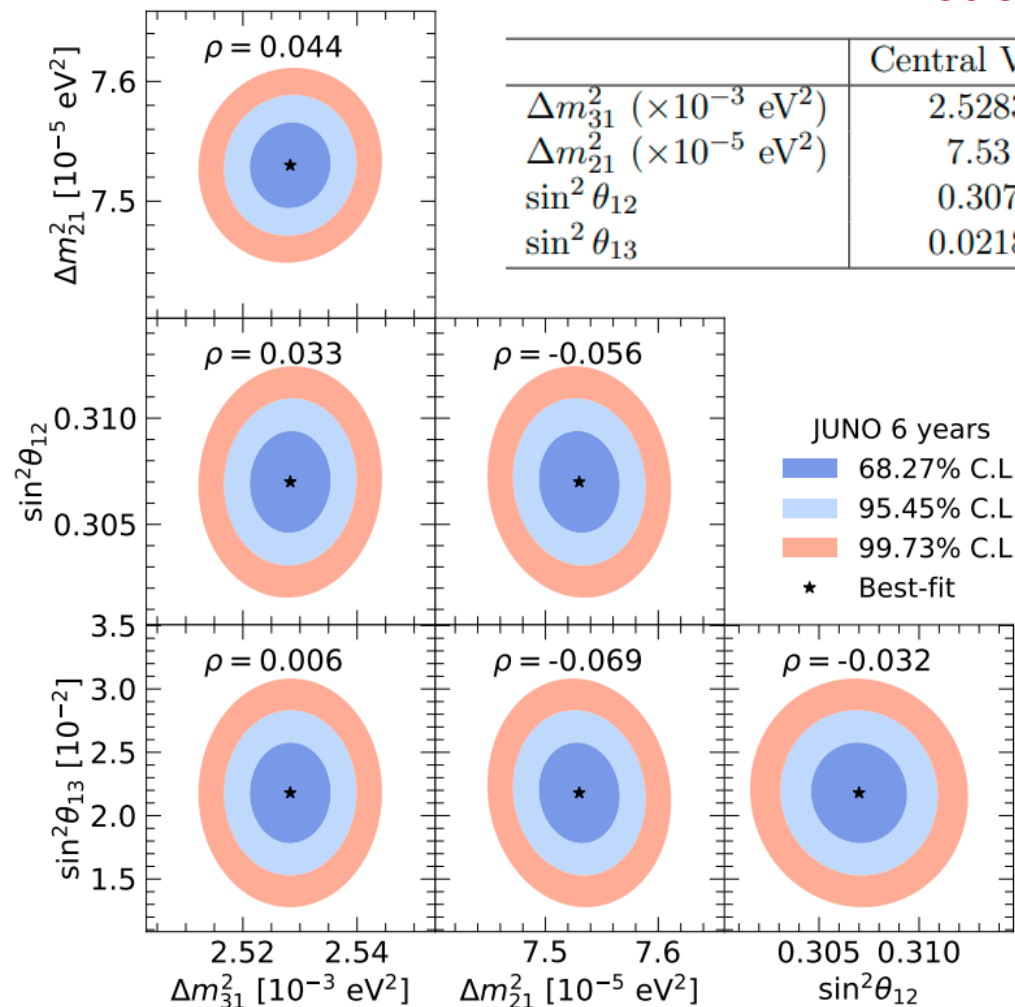 ρ = 0.044
7.6
7.5
Δm²₂₁ [10⁻⁵ eV²]
Central V
Δm²₃₁ (×10⁻³ eV²) 2.5283
Δm²₂₁ (×10⁻⁵ eV²) 7.53
sin² θ₁₂ 0.307
sin² θ₁₃ 0.0218
ρ = 0.033
ρ = -0.056
0.310
0.305
sin²θ₁₂
JUNO 6 years
68.27% C.L.
95.45% C.L.
99.73% C.L.
Best-fit
ρ = 0.006
ρ = -0.069
ρ = -0.032
3.5
3.0
2.5
2.0
1.5
sin²θ₁₃ [10⁻²]
2.52 2.54
7.5 7.6
0.305 0.310
Δm²₃₁ [10⁻³ eV²]
Δm²₂₁ [10⁻⁵ eV²]
sin²θ₁₂